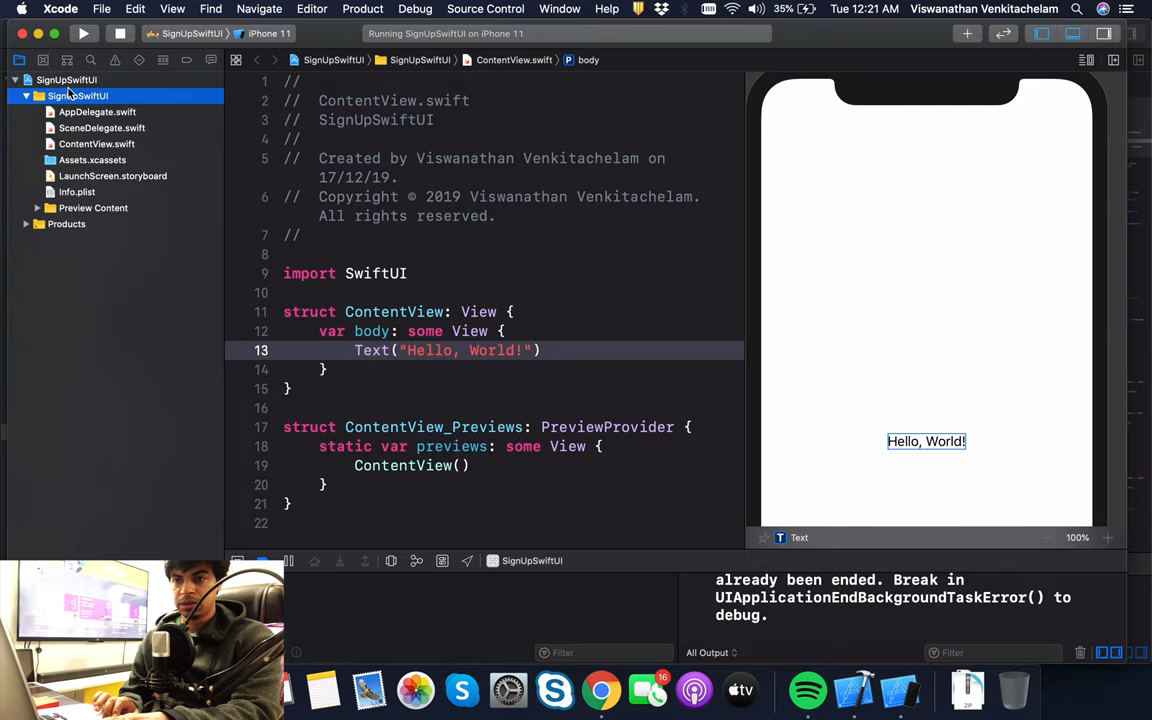 Xcode File Edit View Find Navigate Editor Product Debug Source Control Window Help 35% Tue 12:21 AM Viswanathan Venkitachelam
SignUpSwiftUI iPhone 11 Running SignUpSwiftUI on iPhone 11
SignUpSwiftUI SignUpSwiftUI ContentView.swift P body
SignUpSwiftUI
SignUpSwiftUI
AppDelegate.swift
SceneDelegate.swift
ContentView.swift
Assets.xcassets
LaunchScreen.storyboard
Info.plist
Preview Content
Products
1 //
2 // ContentView.swift
3 // SignUpSwiftUI
4 //
5 // Created by Viswanathan Venkitachelam on
17/12/19.
6 // Copyright © 2019 Viswanathan Venkitachelam.
All rights reserved.
7 //
8
9 import SwiftUI
10
11 struct ContentView: View {
12 var body: some View {
13 Text("Hello, World!")
14 }
15 }
16
17 struct ContentView_Previews: PreviewProvider {
18 static var previews: some View {
19 ContentView()
20 }
21 }
22
Hello, World!
T Text 100%
SignUpSwiftUI
already been ended. Break in
UIApplicationEndBackgroundTaskError() to
debug.
Filter All Output Filter
16
tv
ZIP